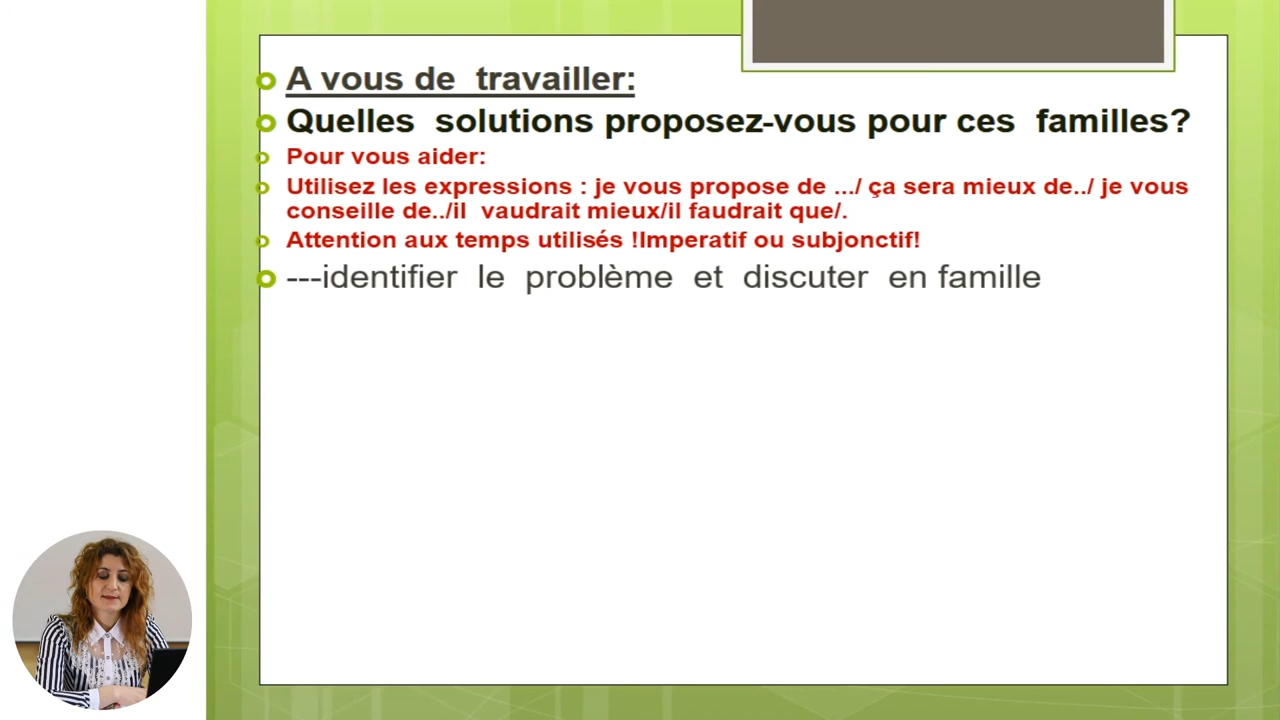 A vous de travailler:
Quelles solutions proposez-vous pour ces familles?
Pour vous aider:
Utilisez les expressions : je vous propose de .../ ça sera mieux de../ je vous
conseille de../il vaudrait mieux/il faudrait que/.
Attention aux temps utilisés !Imperatif ou subjonctif!
---identifier le problème et discuter en famille